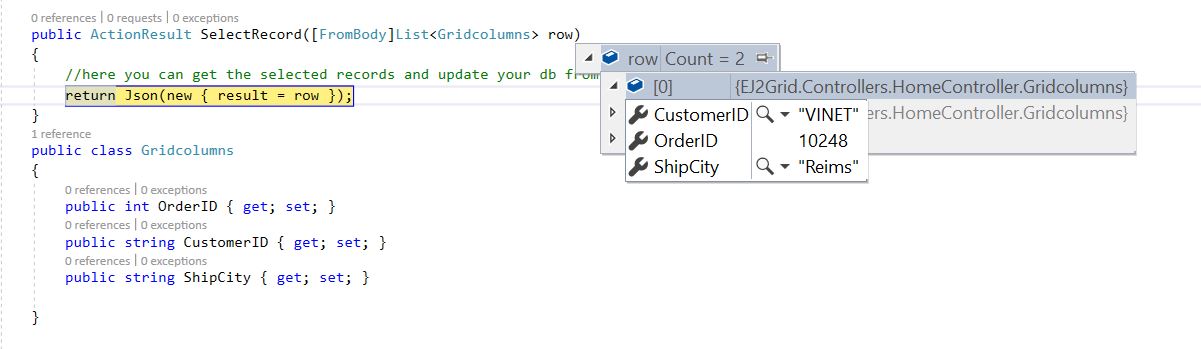 0 references | 0 requests | 0 exceptions
public ActionResult SelectRecord([FromBody]List<Gridcolumns> row)
{
row Count = 2
//here you can get the selected records and update your db from
[0] {EJ2Grid.Controllers.HomeController.Gridcolumns}
return Json(new { result = row });
CustomerID "VINET" ers.HomeController.Gridcolumns}
}
OrderID 10248
1 reference
public class Gridcolumns
ShipCity "Reims"
{
0 references | 0 exceptions
public int OrderID { get; set; }
0 references | 0 exceptions
public string CustomerID { get; set; }
0 references | 0 exceptions
public string ShipCity { get; set; }
}